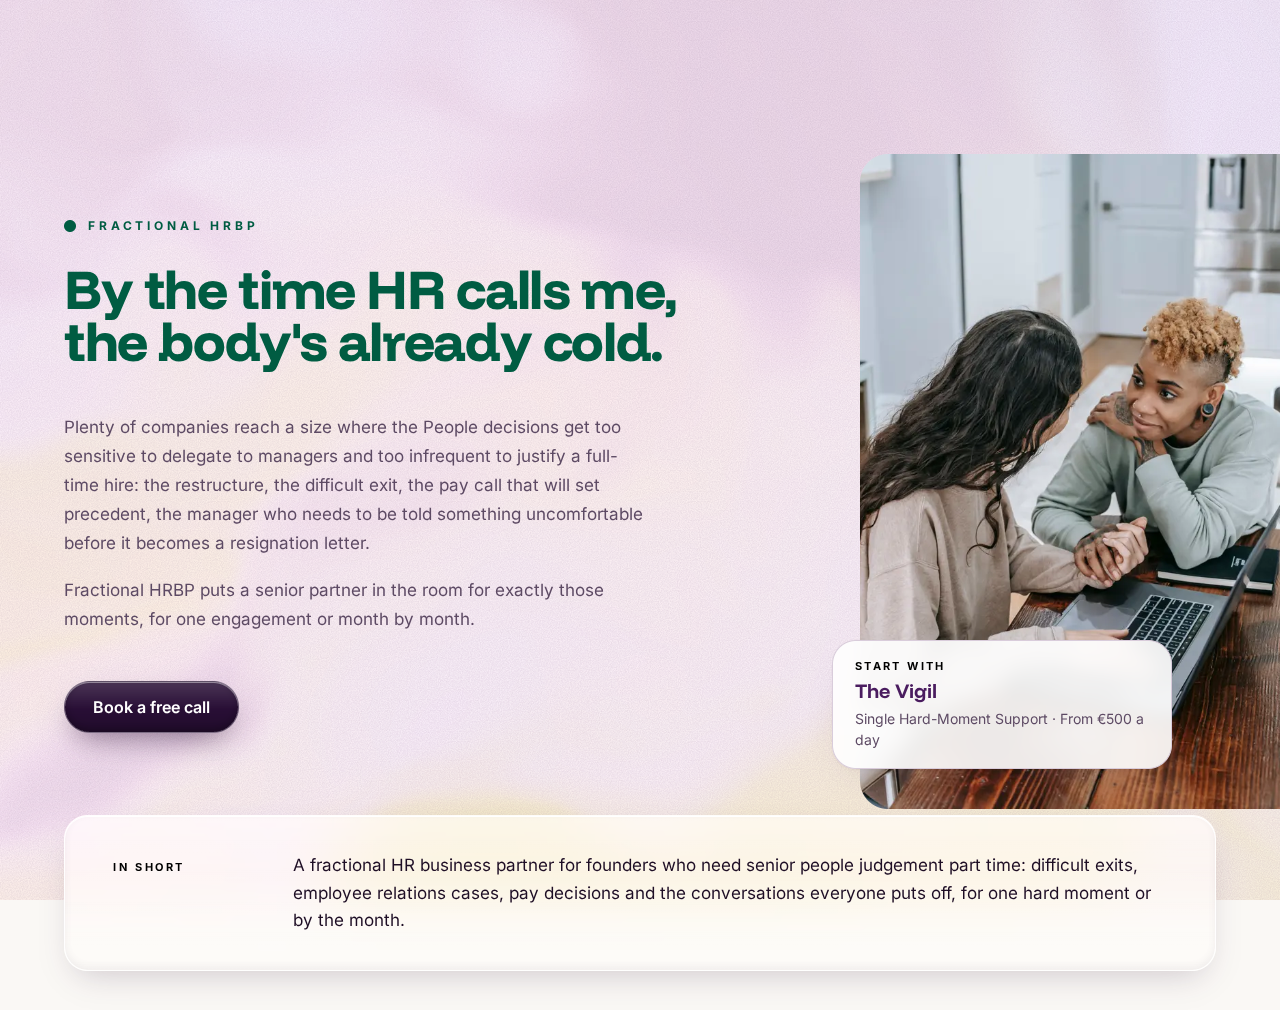 FRACTIONAL HRBP
By the time HR calls me,
the body's already cold.
Plenty of companies reach a size where the People decisions get too
sensitive to delegate to managers and too infrequent to justify a full-
time hire: the restructure, the difficult exit, the pay call that will set
precedent, the manager who needs to be told something uncomfortable
before it becomes a resignation letter.
Fractional HRBP puts a senior partner in the room for exactly those
moments, for one engagement or month by month.
Book a free call
START WITH
The Vigil
Single Hard-Moment Support · From €500 a
day
IN SHORT
A fractional HR business partner for founders who need senior people judgement part time: difficult exits,
employee relations cases, pay decisions and the conversations everyone puts off, for one hard moment or
by the month.